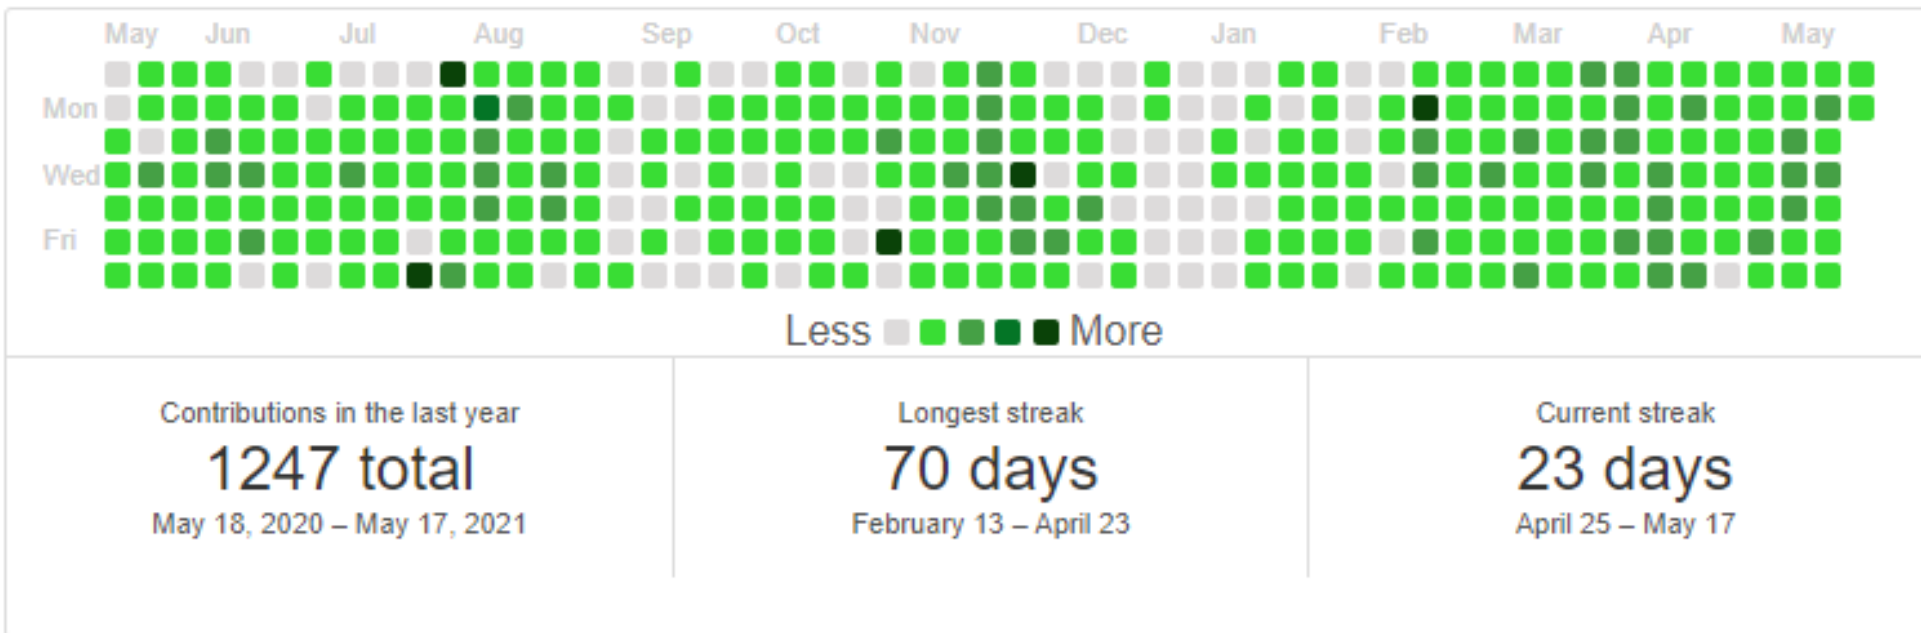 May Jun Jul Aug Sep Oct Nov Dec Jan Feb Mar Apr May
Mon
Wed
Fri
Less More
Contributions in the last year
1247 total
May 18, 2020 – May 17, 2021
Longest streak
70 days
February 13 – April 23
Current streak
23 days
April 25 – May 17